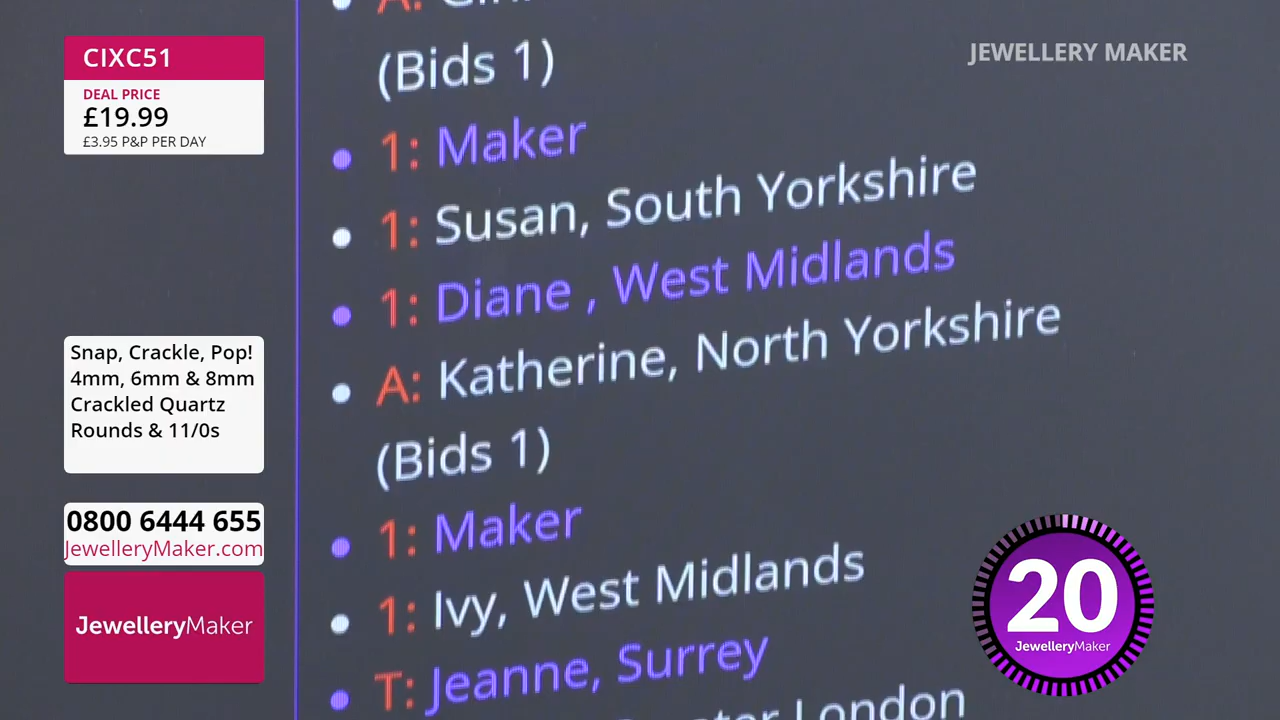 CIXC51
DEAL PRICE
£19.99
£3.95 P&P PER DAY
Snap, Crackle, Pop!
4mm, 6mm & 8mm
Crackled Quartz
Rounds & 11/0s
0800 6444 655
JewelleryMaker.com
JewelleryMaker
A:
(Bids 1)
1: Maker
1: Susan, South Yorkshire
1: Diane , West Midlands
A: Katherine, North Yorkshire
(Bids 1)
1: Maker
1: Ivy, West Midlands
T: Jeanne, Surrey
London
JEWELLERY MAKER
20
JewelleryMaker